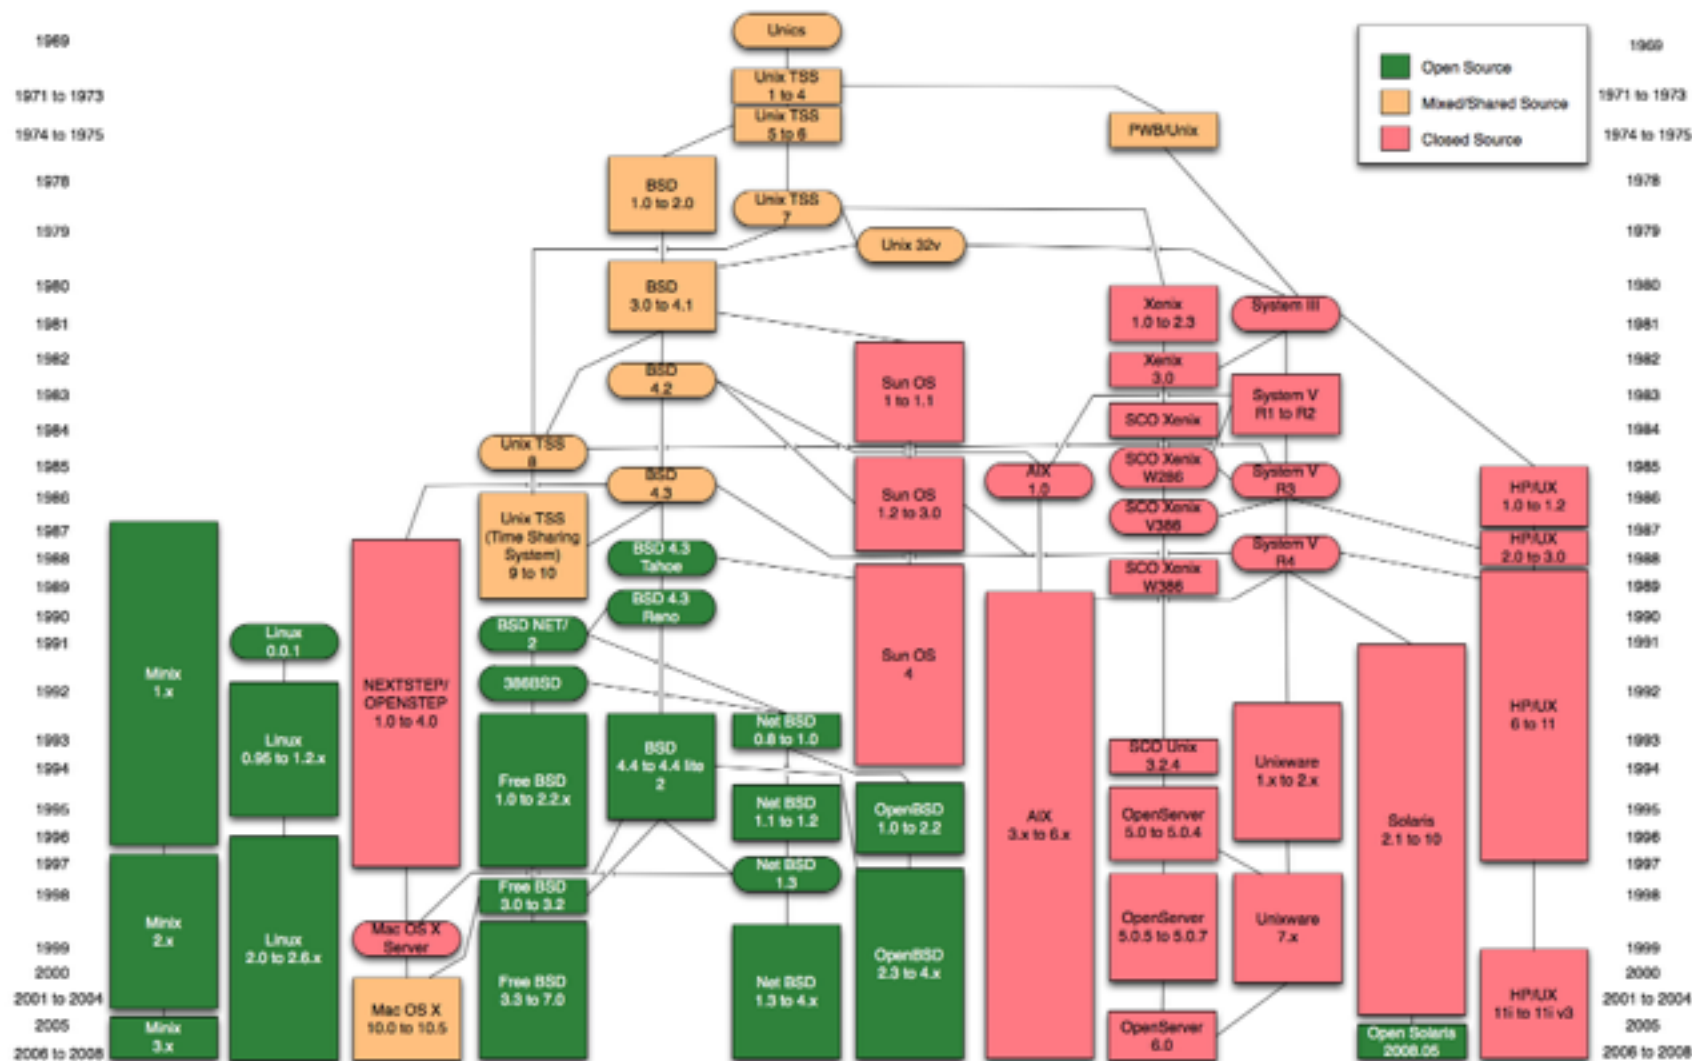 1969
1971 to 1973
1974 to 1975
1978
1979
1980
1981
1982
1983
1984
1985
1986
1987
1988
1989
1990
1991
1992
1993
1994
1995
1996
1997
1998
1999
2000
2001 to 2004
2005
2006 to 2008
Unics
Unix TSS
1 to 4
Unix TSS
5 to 6
PWB/Unix
BSD
1.0 to 2.0
Unix TSS
7
Unix 32v
BSD
3.0 to 4.1
Xenix
1.0 to 2.3
System III
Sun OS
1 to 1.1
Xenix
3.0
BSD
4.2
System V
R1 to R2
SCO Xenix
Unix TSS
8
SCO Xenix
W286
AIX
1.0
System V
R3
BSD
4.3
Sun OS
1.2 to 3.0
HP/UX
1.0 to 1.2
Unix TSS
(Time Sharing
System)
9 to 10
SCO Xenix
V386
HP/UX
2.0 to 3.0
BSD 4.3
Tahoe
System V
R4
SCO Xenix
W386
BSD 4.3
Reno
BSD NET/
2
Linux
0.0.1
Minix
1.x
NEXTSTEP/
OPENSTEP
1.0 to 4.0
386BSD
Sun OS
4
HP/UX
6 to 11
Linux
0.95 to 1.2.x
Free BSD
1.0 to 2.2.x
BSD
4.4 to 4.4 lite
2
Net BSD
0.8 to 1.0
SCO Unix
3.2.4
Unixware
1.x to 2.x
Net BSD
1.1 to 1.2
OpenBSD
1.0 to 2.2
AIX
3.x to 6.x
OpenServer
5.0 to 5.0.4
Solaris
2.1 to 10
Net BSD
1.3
Free BSD
3.0 to 3.2
Minix
2.x
Linux
2.0 to 2.6.x
Mac OS X
Server
OpenServer
5.0.5 to 5.0.7
Unixware
7.x
OpenBSD
2.3 to 4.x
Free BSD
3.3 to 7.0
Net BSD
1.3 to 4.x
Mac OS X
10.0 to 10.5
HP/UX
11i to 11i v3
Minix
3.x
OpenServer
6.0
Open Solaris
2008.05
Open Source
Mixed/Shared Source
Closed Source
1969
1971 to 1973
1974 to 1975
1978
1979
1980
1981
1982
1983
1984
1985
1986
1987
1988
1989
1990
1991
1992
1993
1994
1995
1996
1997
1998
1999
2000
2001 to 2004
2005
2006 to 2008